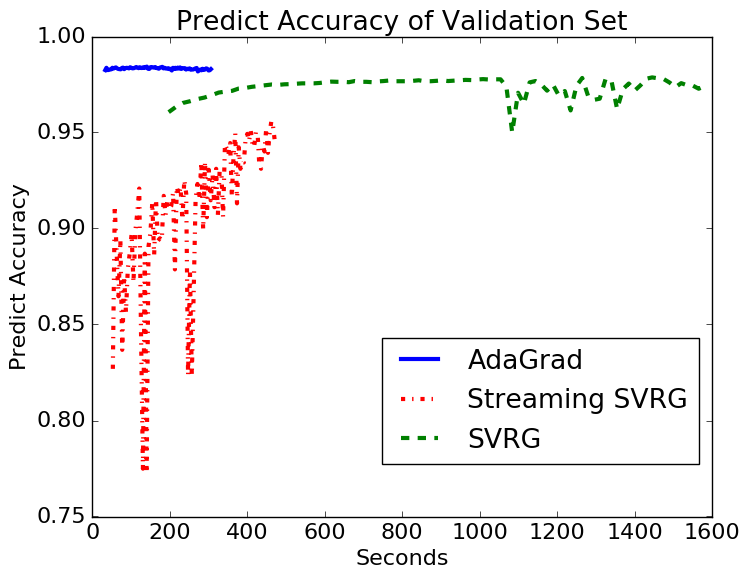 Predict Accuracy of Validation Set
1.00
0.95
0.90
0.85
0.80
0.75
Predict Accuracy
AdaGrad
Streaming SVRG
SVRG
0 200 400 600 800 1000 1200 1400 1600
Seconds